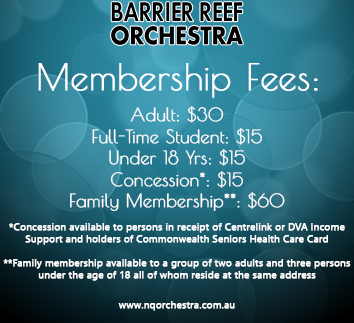 BARRIER REEF
ORCHESTRA
Membership Fees:
Adult: $30
Full-Time Student: $15
Under 18 Yrs: $15
Concession*: $15
Family Membership**: $60
*Concession available to persons in receipt of Centrelink or DVA Income
Support and holders of Commonwealth Seniors Health Care Card
**Family membership available to a group of two adults and three persons
under the age of 18 all of whom reside at the same address
www.nqorchestra.com.au